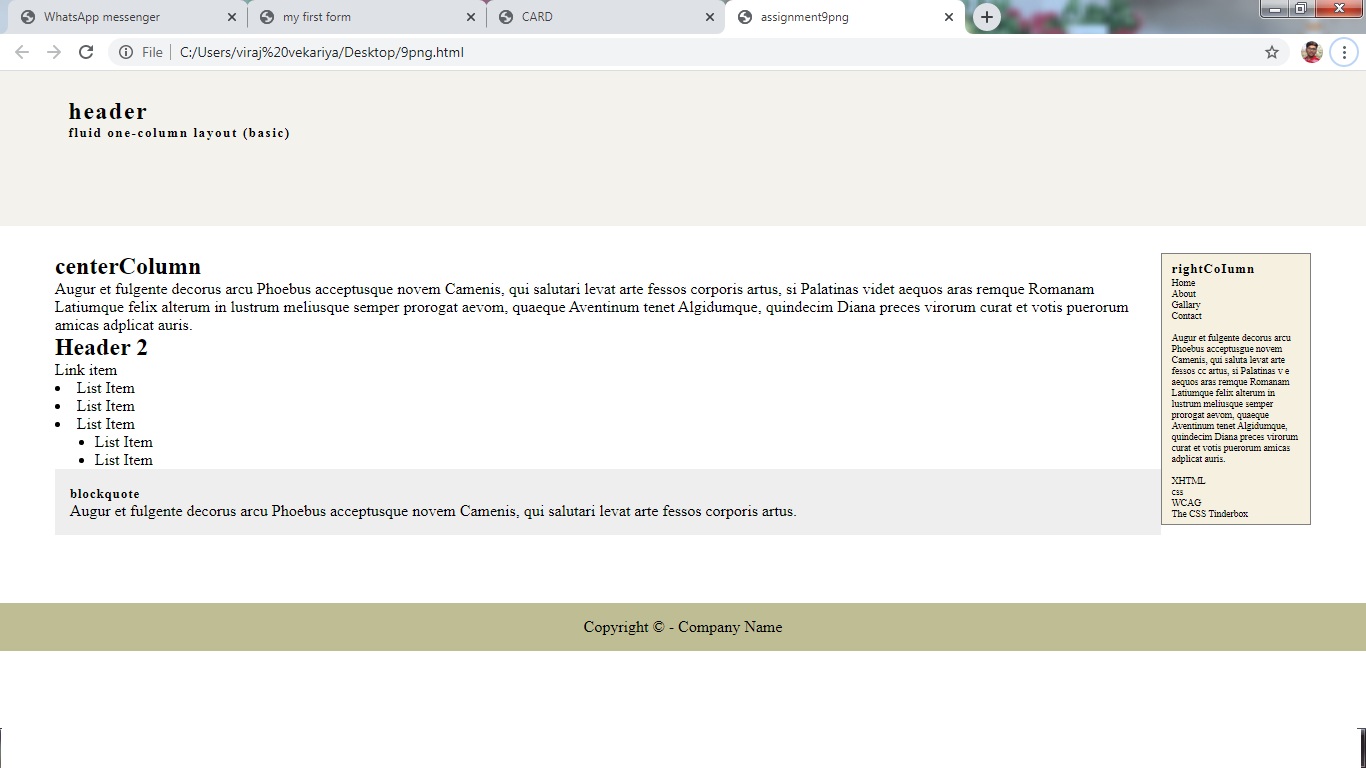 WhatsApp messenger
my first form
CARD
assignment9png
File
C:/Users/viraj%20vekariya/Desktop/9png.html
header
fluid one-column layout (basic)
centerColumn
Augur et fulgente decorus arcu Phoebus acceptusque novem Camenis, qui salutari levat arte fessos corporis artus, si Palatinas videt aequos aras remque Romanam
Latiumque felix alterum in lustrum meliusque semper prorogat aevom, quaeque Aventinum tenet Algidumque, quindecim Diana preces virorum curat et votis puerorum
amicas adplicat auris.
Header 2
Link item
• List Item
• List Item
• List Item
• List Item
• List Item
blockquote
Augur et fulgente decorus arcu Phoebus acceptusque novem Camenis, qui salutari levat arte fessos corporis artus.
rightCoIumn
Home
About
Gallary
Contact
Augur et fulgente decorus arcu
Phoebus acceptusgue novem
Camenis, qui saluta levat arte
fessos cc artus, si Palatinas v e
aequos aras remque Romanam
Latiumque felix alterum in
lustrum meliusque semper
prorogat aevom, quaeque
Aventinum tenet Algidumque,
quindecim Diana preces virorum
curat et votis puerorum amicas
adplicat auris.
XHTML
css
WCAG
The CSS Tinderbox
Copyright © - Company Name